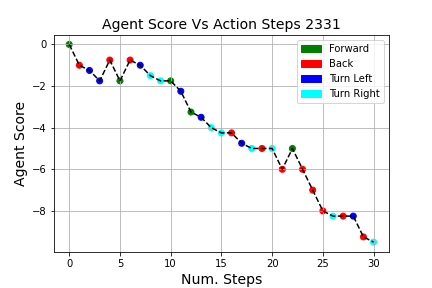 Agent Score Vs Action Steps 2331
Agent Score
0
−2
−4
−6
−8
Forward
Back
Turn Left
Turn Right
0 5 10 15 20 25 30
Num. Steps